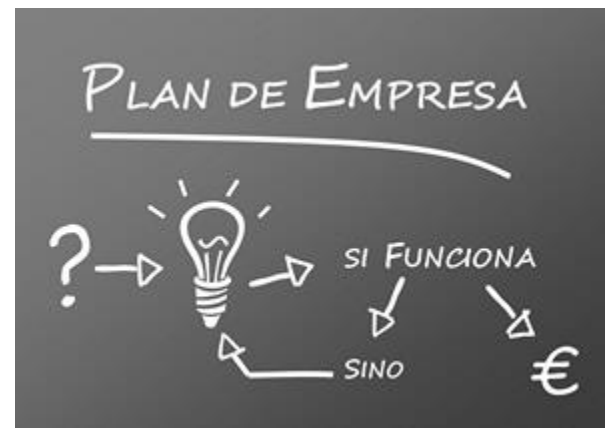 PLAN DE EMPRESA
?
SI FUNCIONA
SINO
€